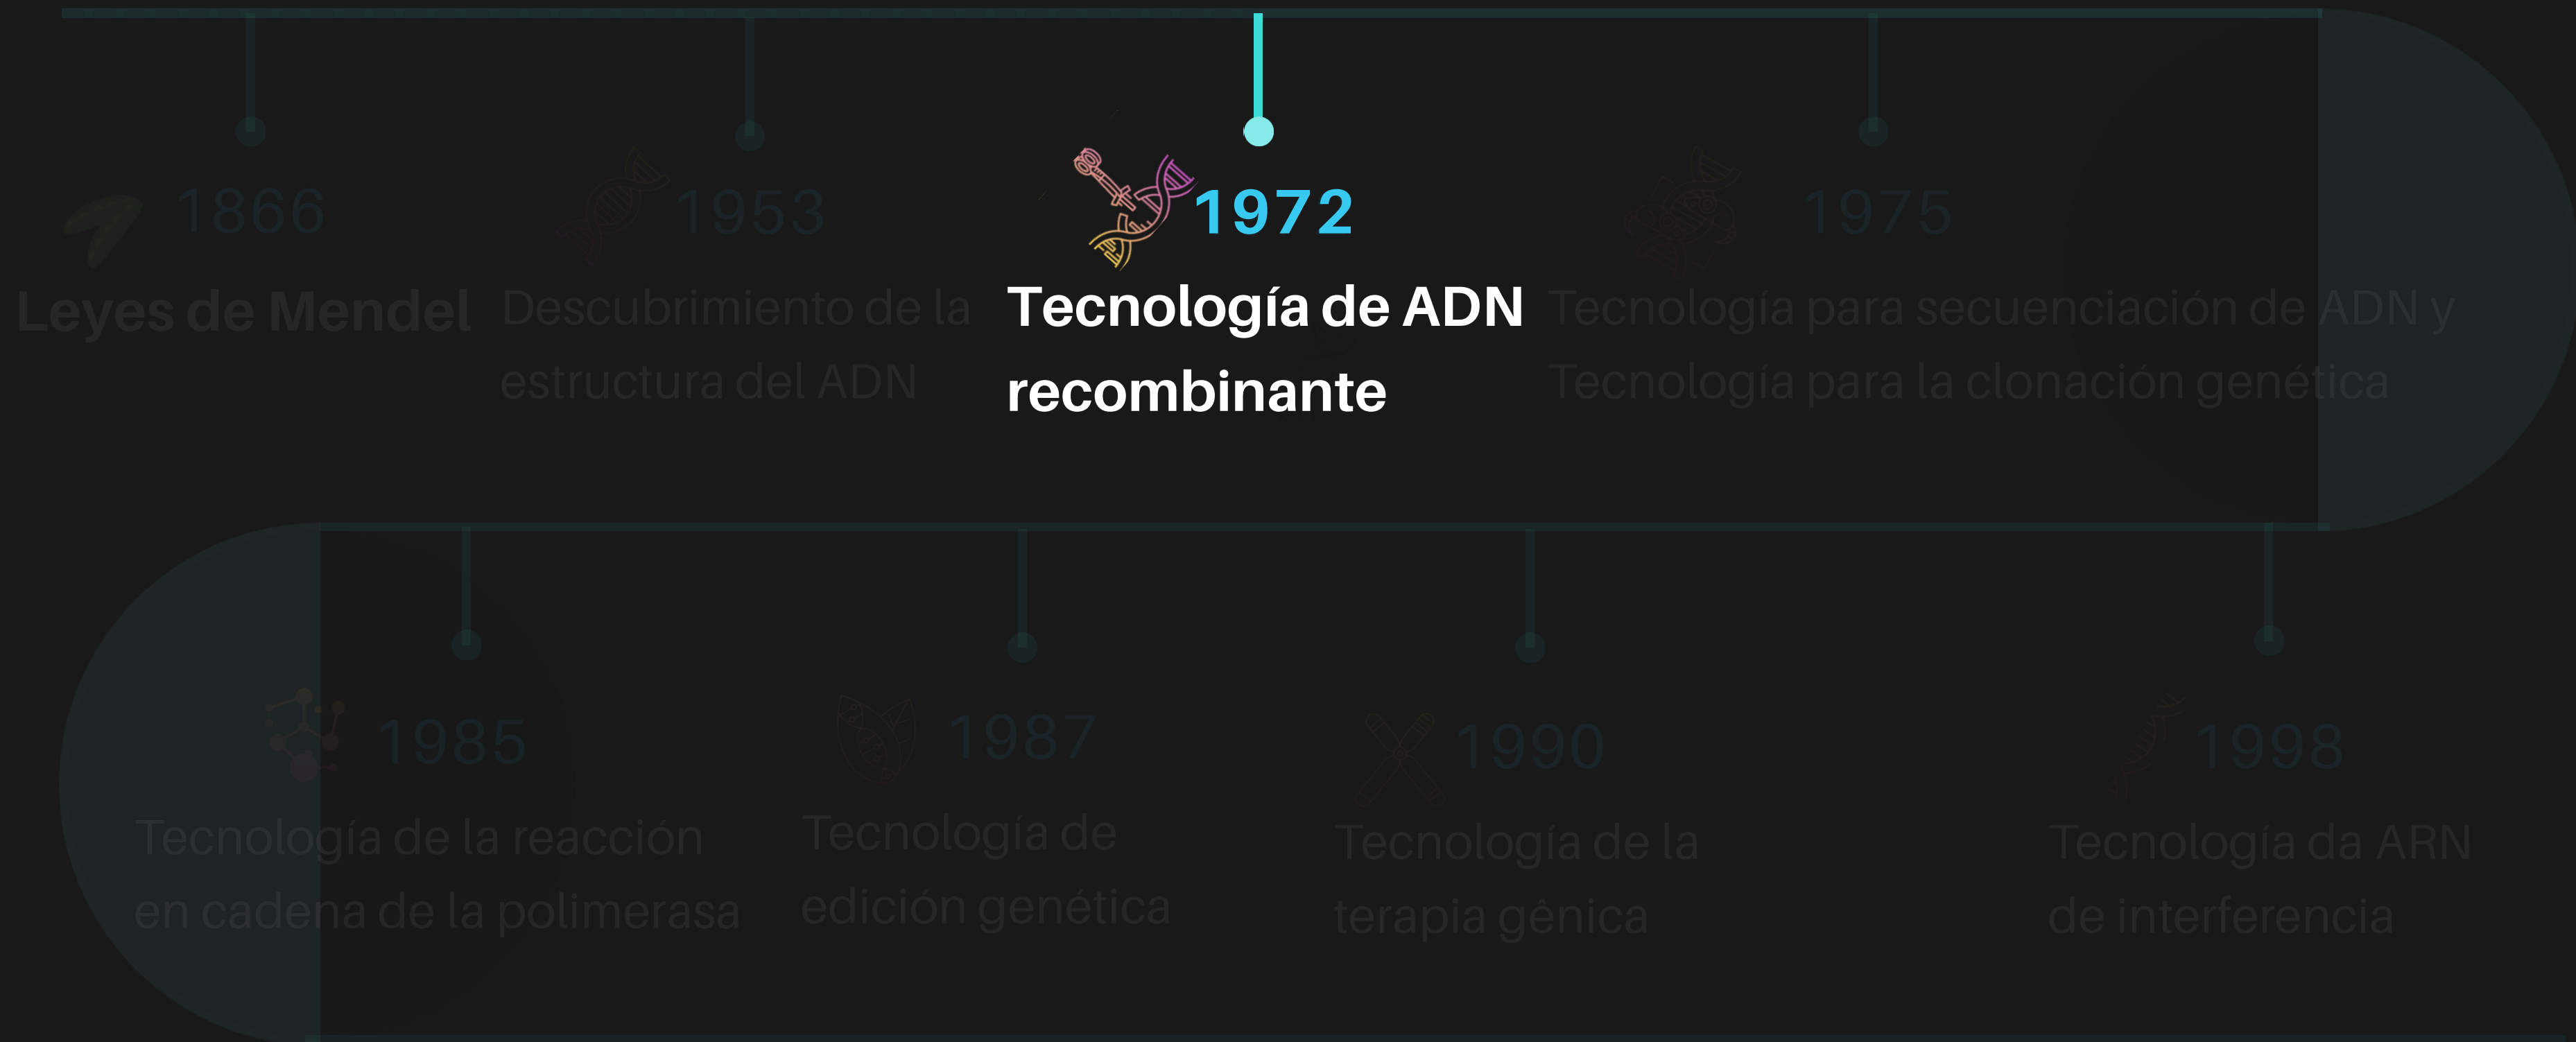 1866
Leyes de Mendel
1953
Descubrimiento de la
estructura del ADN
1972
Tecnología de ADN
recombinante
1975
Tecnología para secuenciación de ADN y
Tecnología para la clonación genética
1985
Tecnología de la reacción
en cadena de la polimerasa
1987
Tecnología de
edición genética
1990
Tecnología de la
terapia gênica
1998
Tecnología da ARN
de interferencia